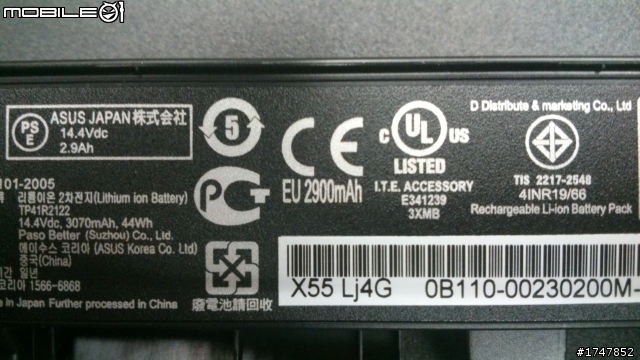 MOBILE01
PS
E
ASUS JAPAN株式会社
14.4Vdc
2.9Ah
5
CE
EU 2900mAh
C UL US
LISTED
I.T.E. ACCESSORY
E341239
3XMB
D Distribute & marketing Co., Ltd
TIS 2217-2548
4INR19/66
Rechargeable Li-ion Battery Pack
101-2005
리튬이온 2차전지(Lithium ion Battery)
TP41R2122
14.4Vdc, 3070mAh, 44Wh
Paso Better (Suzhou) Co., Ltd.
에이수스 코리아 (ASUS Korea Co. Ltd)
중국(China)
일년
코리아 1566-6868
in Japan Further processed in China
廢電池請回收
X55 Lj4G 0B110-00230200M-
#1747852